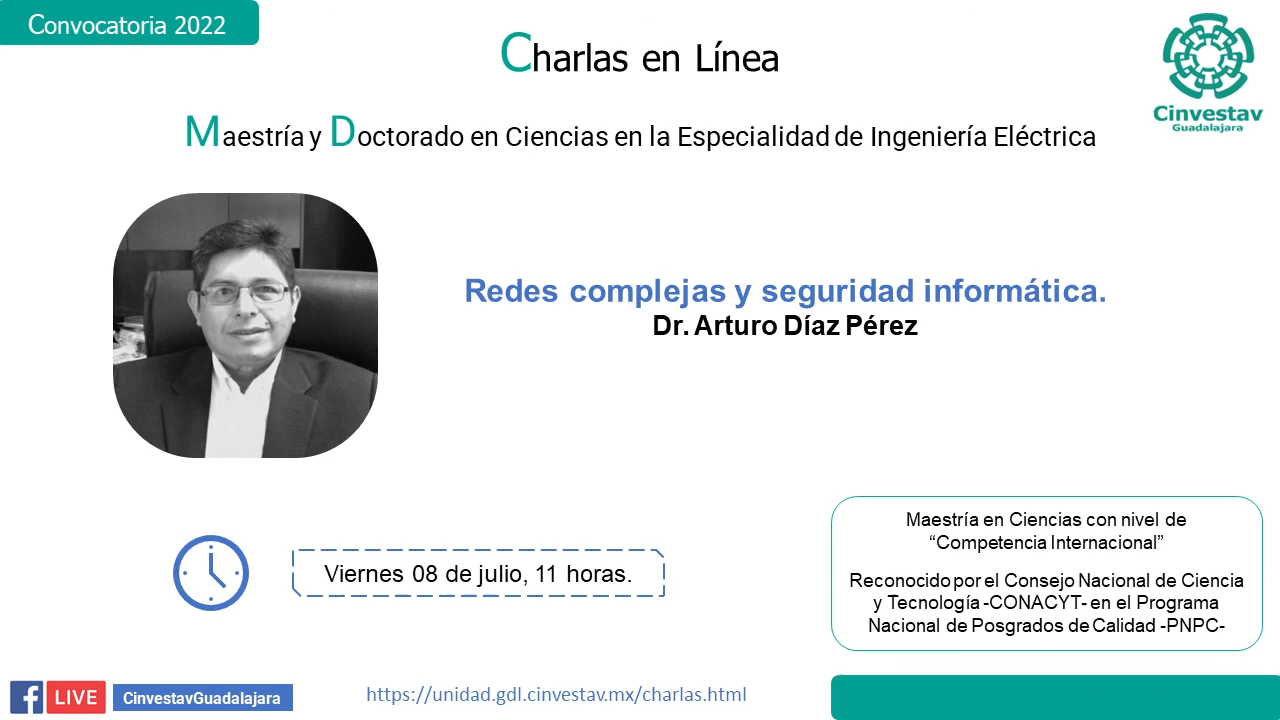 Convocatoria 2022
Charlas en Línea
Cinvestav
Guadalajara
Maestría y Doctorado en Ciencias en la Especialidad de Ingeniería Eléctrica
Redes complejas y seguridad informática.
Dr. Arturo Díaz Pérez
Viernes 08 de julio, 11 horas.
Maestría en Ciencias con nivel de
“Competencia Internacional”
Reconocido por el Consejo Nacional de Ciencia
y Tecnología -CONACYT- en el Programa
Nacional de Posgrados de Calidad -PNPC-
f LIVE CinvestavGuadalajara
https://unidad.gdl.cinvestav.mx/charlas.html